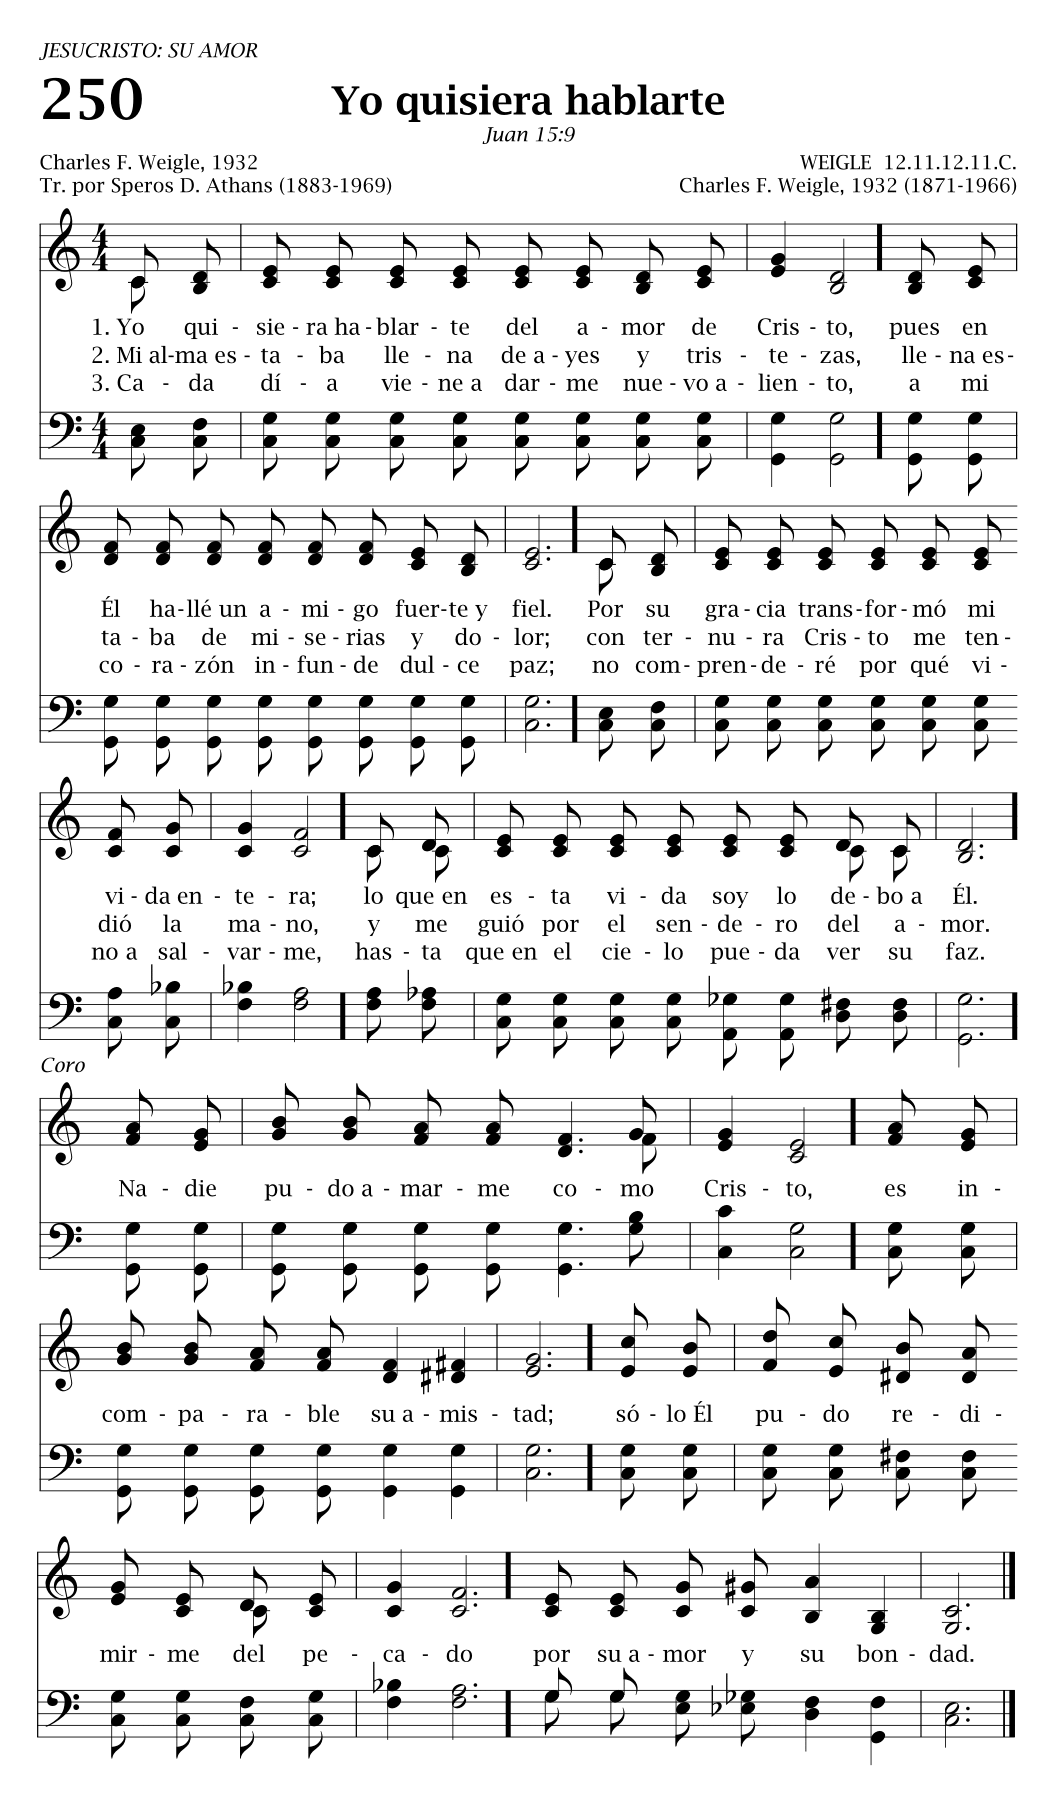 JESUCRISTO: SU AMOR
250 Yo quisiera hablarte
Juan 15:9
Charles F. Weigle, 1932 WEIGLE 12.11.12.11.C.
Tr. por Speros D. Athans (1883-1969) Charles F. Weigle, 1932 (1871-1966)
1. Yo qui - sie - ra ha - blar - te del a - mor de Cris - to, pues en
2. Mi al-ma es - ta - ba lle - na de a - yes y tris - te - zas, lle - na es-
3. Ca - da dí - a vie - ne a dar - me nue - vo a - lien - to, a mi
Él ha-llé un a - mi - go fuer-te y fiel. Por su gra - cia trans-for-mó mi
ta - ba de mi - se - rias y do - lor; con ter - nu - ra Cris - to me ten -
co - ra - zón in - fun - de dul - ce paz; no com - pren - de - ré por qué vi -
vi - da en - te - ra; lo que en es - ta vi - da soy lo de - bo a Él.
dió la ma - no, y me guió por el sen - de - ro del a - mor.
no a sal - var - me, has - ta que en el cie - lo pue - da ver su faz.
Coro
Na - die pu - do a - mar - me co - mo Cris - to, es in -
com - pa - ra - ble su a - mis - tad; só - lo Él pu - do re - di -
mir - me del pe - ca - do por su a - mor y su bon - dad.